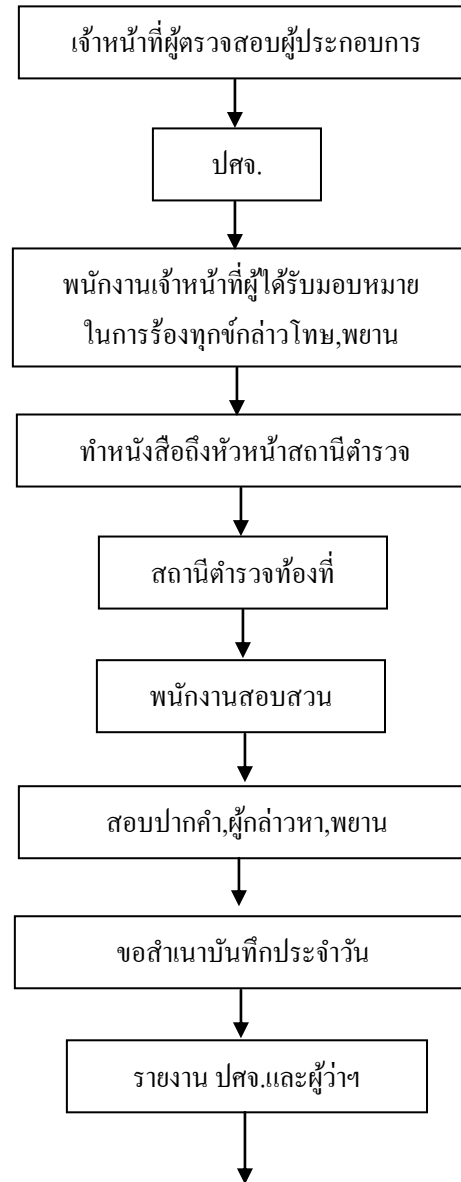 เจ้าหน้าที่ผู้ตรวจสอบผู้ประกอบการ
ปศจ.
พนักงานเจ้าหน้าที่ผู้ได้รับมอบหมาย
ในการร้องทุกข์กล่าวโทษ,พยาน
ทำหนังสือถึงหัวหน้าสถานีตำรวจ
สถานีตำรวจท้องที่
พนักงานสอบสวน
สอบปากคำ,ผู้กล่าวหา,พยาน
ขอสำเนาบันทึกประจำวัน
รายงาน ปศจ.และผู้ว่าฯ